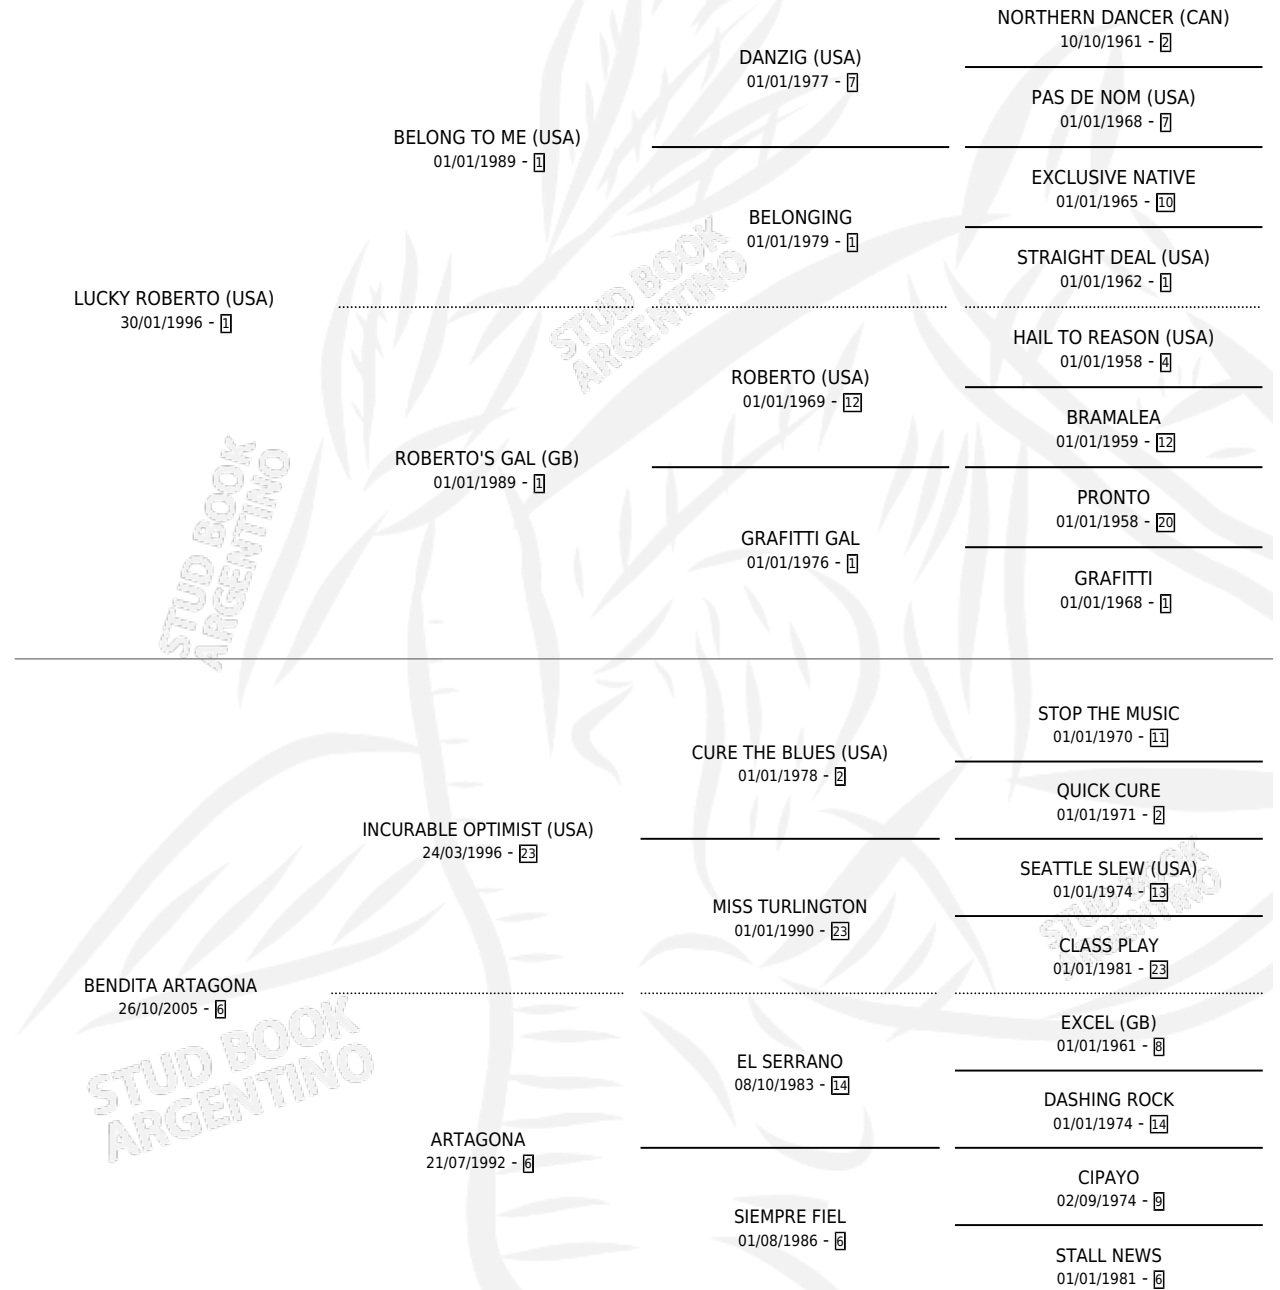 NORTHERN DANCER (CAN)
10/10/1961 - 2
DANZIG (USA)
01/01/1977 - 7
PAS DE NOM (USA)
01/01/1968 - 7
BELONG TO ME (USA)
01/01/1989 - 1
EXCLUSIVE NATIVE
01/01/1965 - 10
BELONGING
01/01/1979 - 1
STRAIGHT DEAL (USA)
01/01/1962 - 1
LUCKY ROBERTO (USA)
30/01/1996 - 1
HAIL TO REASON (USA)
01/01/1958 - 4
ROBERTO (USA)
01/01/1969 - 12
BRAMALEA
01/01/1959 - 12
ROBERTO'S GAL (GB)
01/01/1989 - 1
PRONTO
01/01/1958 - 20
GRAFITTI GAL
01/01/1976 - 1
GRAFITTI
01/01/1968 - 1
STOP THE MUSIC
01/01/1970 - 11
CURE THE BLUES (USA)
01/01/1978 - 2
QUICK CURE
01/01/1971 - 2
INCURABLE OPTIMIST (USA)
24/03/1996 - 23
SEATTLE SLEW (USA)
01/01/1974 - 13
MISS TURLINGTON
01/01/1990 - 23
CLASS PLAY
01/01/1981 - 23
BENDITA ARTAGONA
26/10/2005 - 6
EXCEL (GB)
01/01/1961 - 8
EL SERRANO
08/10/1983 - 14
DASHING ROCK
01/01/1974 - 14
ARTAGONA
21/07/1992 - 6
CIPAYO
02/09/1974 - 9
SIEMPRE FIEL
01/08/1986 - 6
STALL NEWS
01/01/1981 - 6
STUD BOOK
ARGENTINO
STUD BOOK
ARGENTINO
STUD BOOK
ARGENTINO
STUD BOOK
ARGENTINO